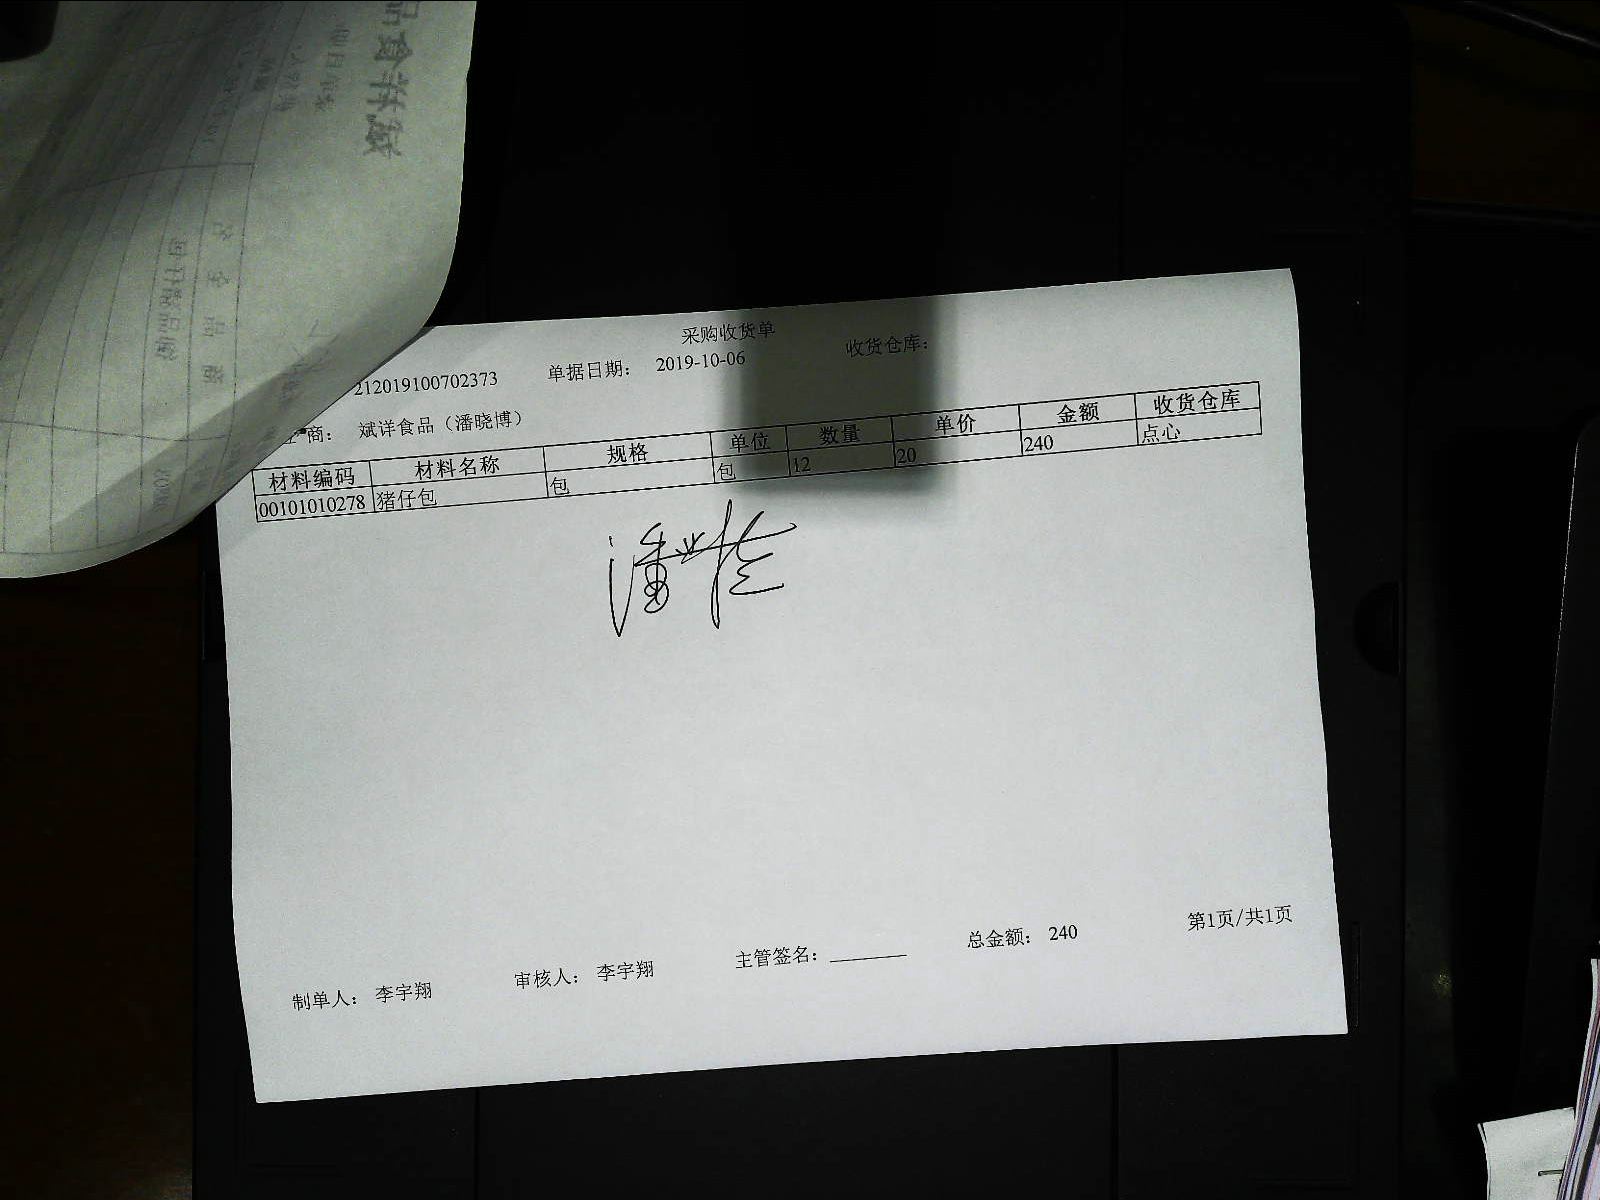 采购收货单
212019100702373 单据日期： 2019-10-06 收货仓库：
商： 斌详食品（潘晓博）
材料编码 材料名称 规格 单位 数量 单价 金额 收货仓库
00101010278 猪仔包 包 包 12 20 240 点心
制单人： 李宇翔 审核人： 李宇翔 主管签名： 总金额： 240 第1页/共1页